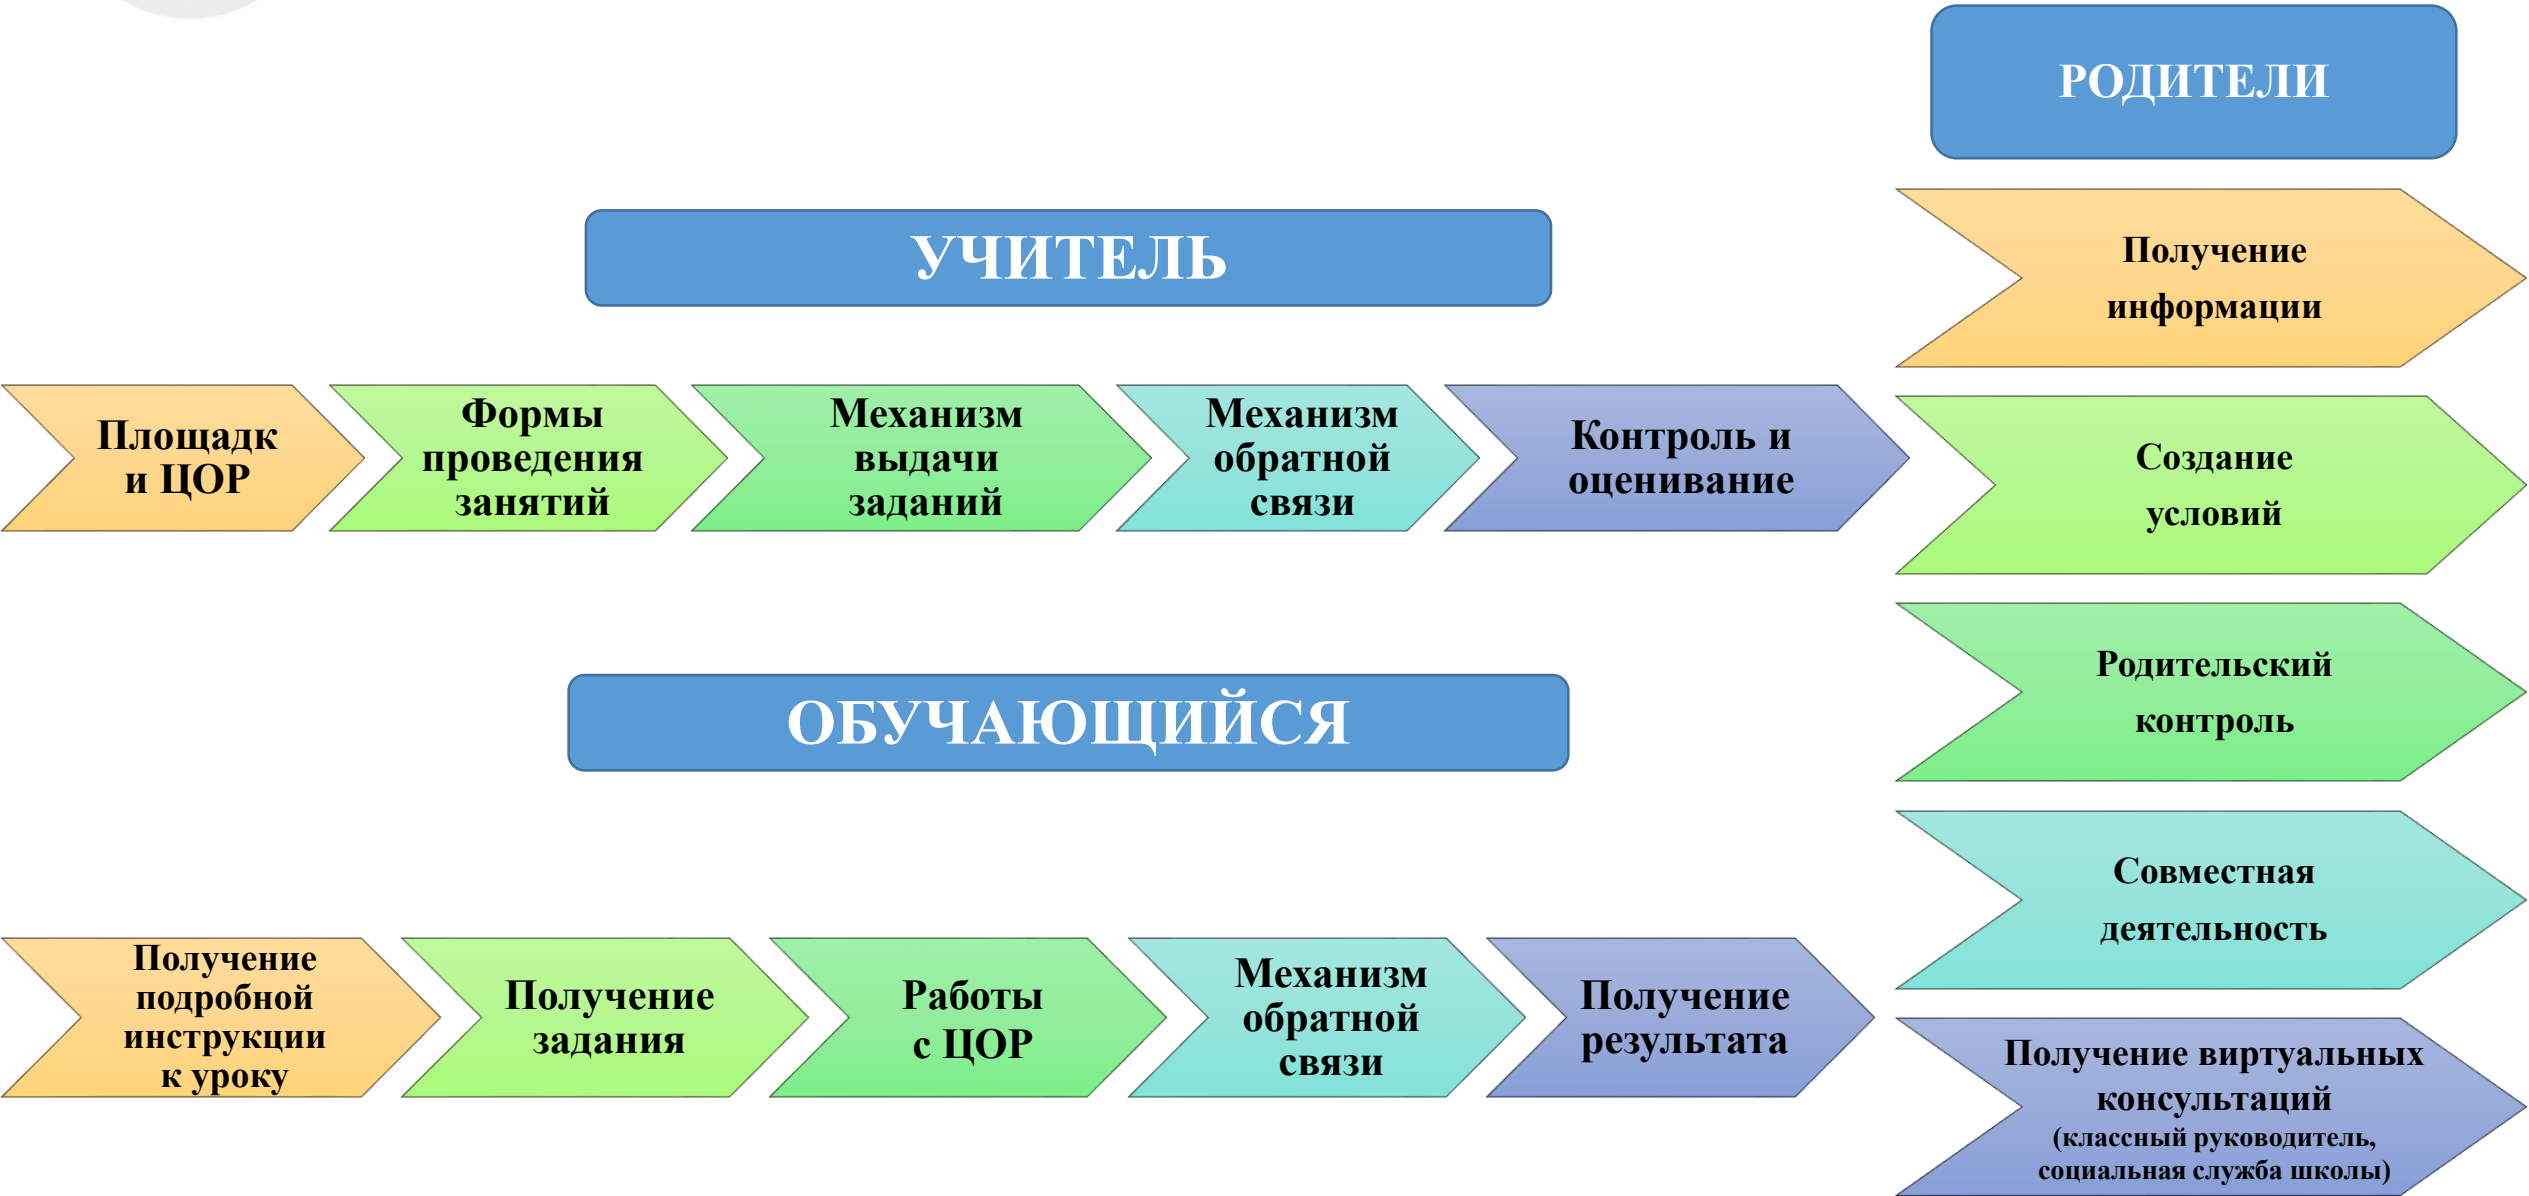 РОДИТЕЛИ
УЧИТЕЛЬ
Площадк
и ЦОР
Формы
проведения
занятий
Механизм
выдачи
заданий
Механизм
обратной
связи
Контроль и
оценивание
ОБУЧАЮЩИЙСЯ
Получение
подробной
инструкции
к уроку
Получение
задания
Работы
с ЦОР
Механизм
обратной
связи
Получение
результата
Получение
информации
Создание
условий
Родительский
контроль
Совместная
деятельность
Получение виртуальных
консультаций
(классный руководитель,
социальная служба школы)